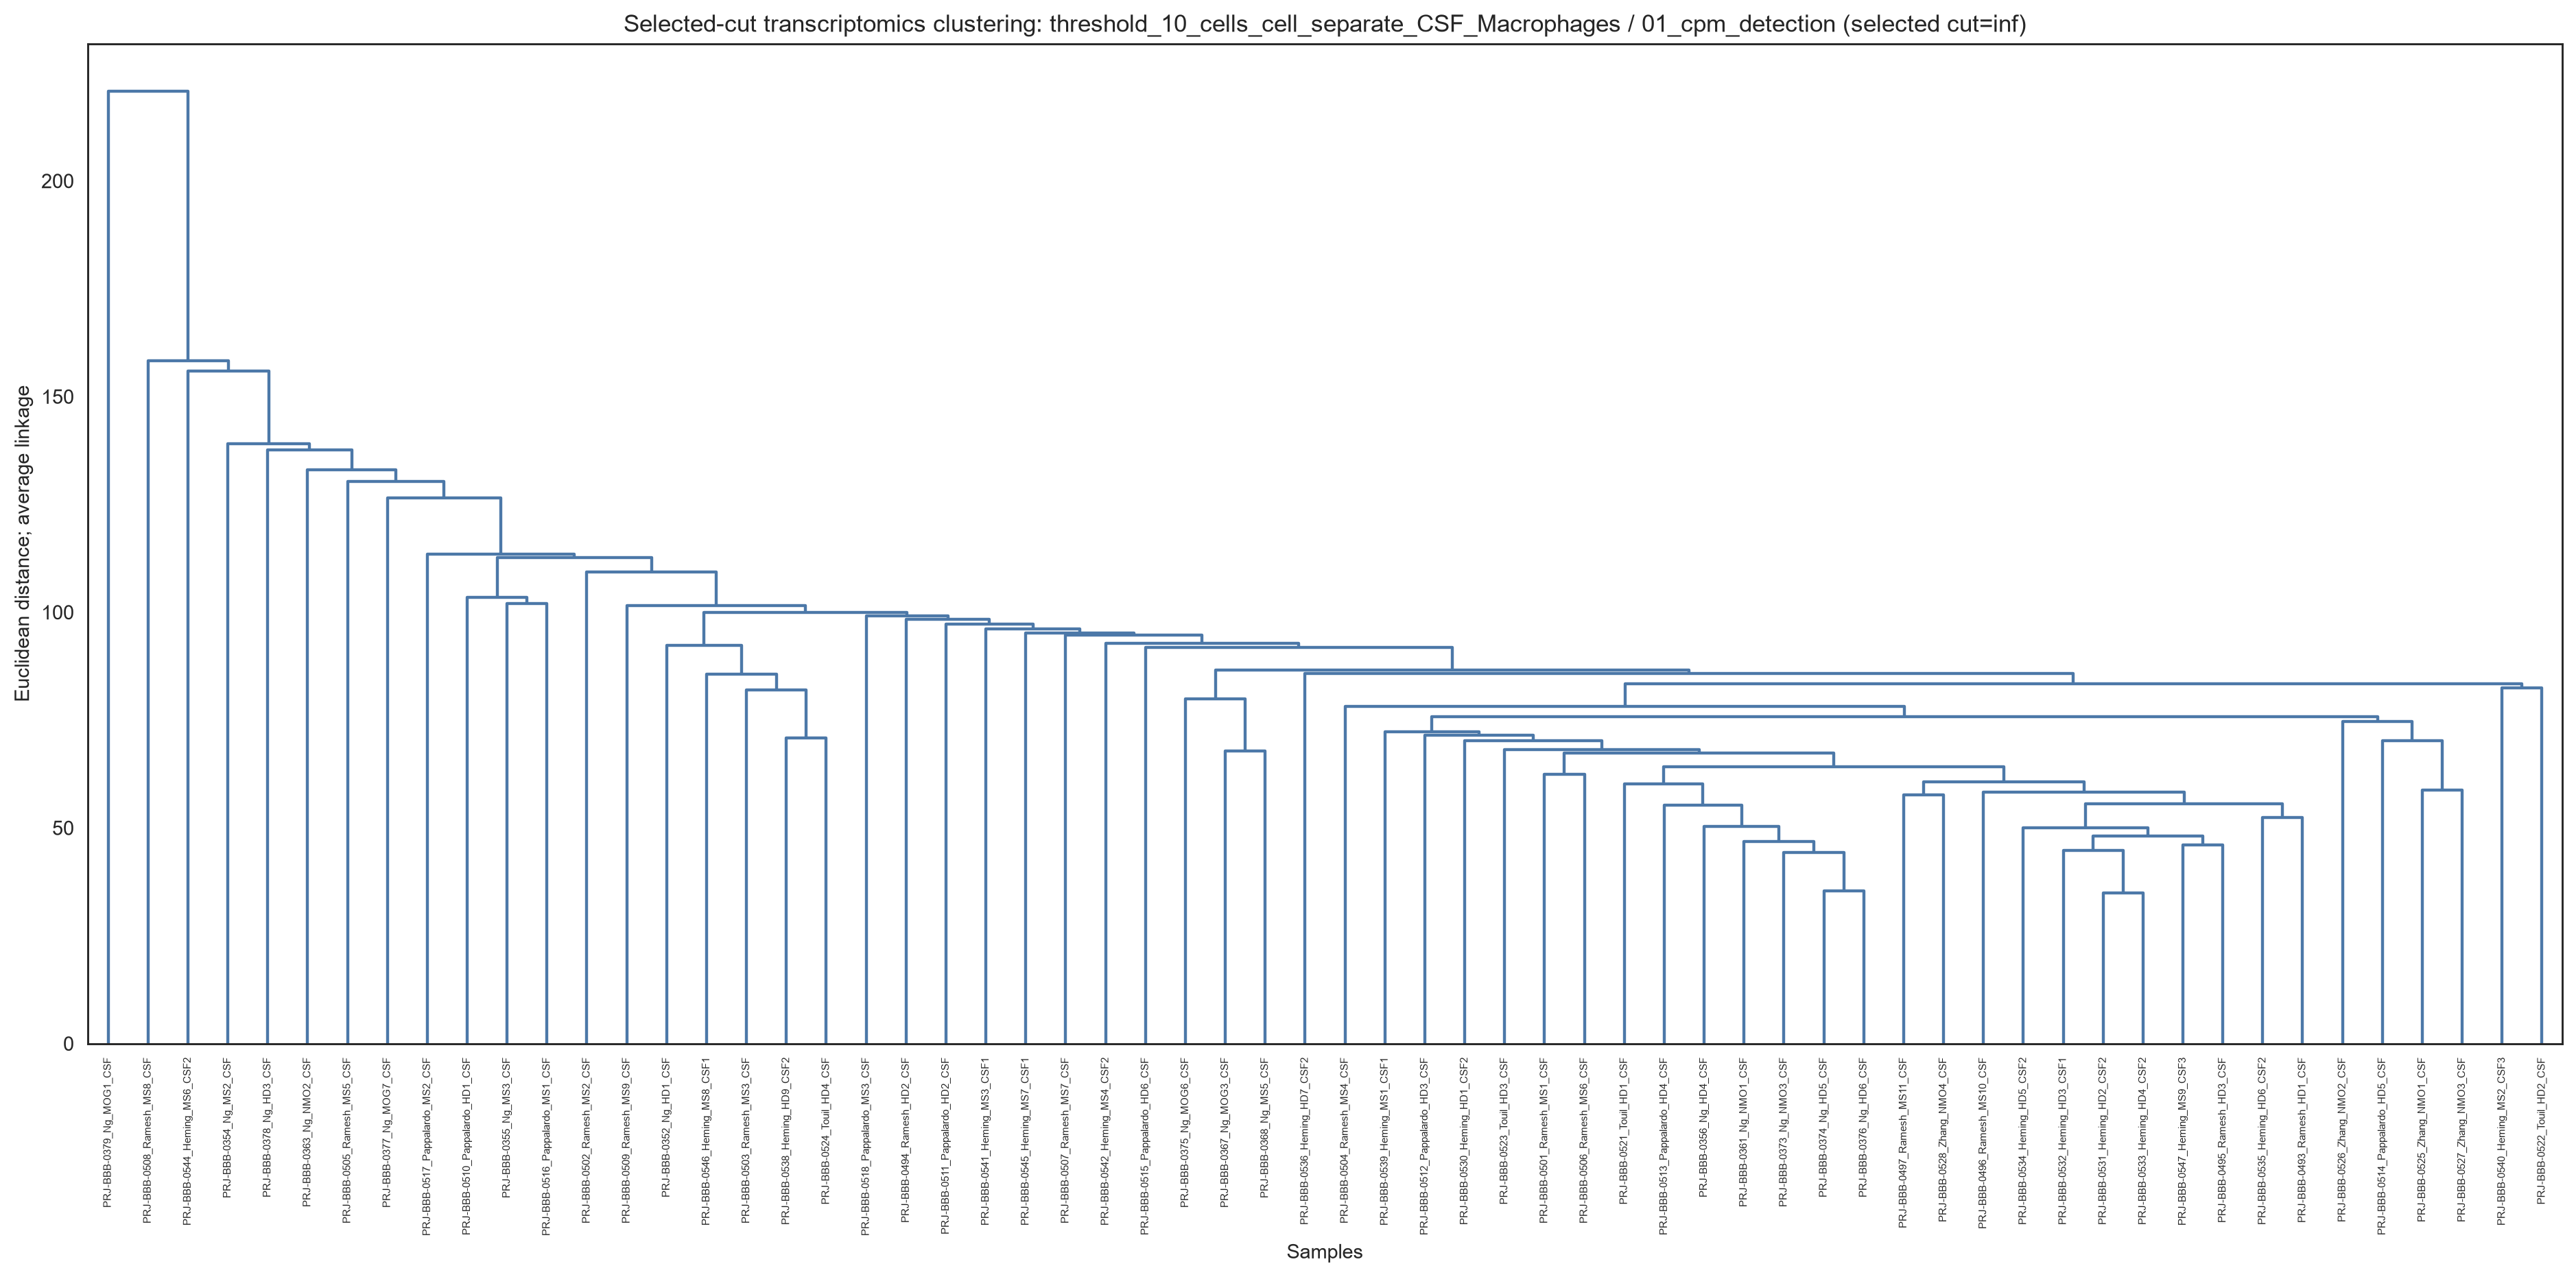 Selected-cut transcriptomics clustering: threshold_10_cells_cell_separate_CSF_Macrophages / 01_cpm_detection (selected cut=inf)
Euclidean distance; average linkage
200
150
100
50
0
PRJ-BBB-0379_Ng_MOG1_CSF
PRJ-BBB-0508_Ramesh_MS8_CSF
PRJ-BBB-0544_Heming_MS6_CSF2
PRJ-BBB-0354_Ng_MS2_CSF
PRJ-BBB-0378_Ng_HD3_CSF
PRJ-BBB-0363_Ng_NMO2_CSF
PRJ-BBB-0505_Ramesh_MS5_CSF
PRJ-BBB-0377_Ng_MOG7_CSF
PRJ-BBB-0517_Pappalardo_MS2_CSF
PRJ-BBB-0510_Pappalardo_HD1_CSF
PRJ-BBB-0355_Ng_MS3_CSF
PRJ-BBB-0516_Pappalardo_MS1_CSF
PRJ-BBB-0502_Ramesh_MS2_CSF
PRJ-BBB-0509_Ramesh_MS9_CSF
PRJ-BBB-0352_Ng_HD1_CSF
PRJ-BBB-0546_Heming_MS8_CSF1
PRJ-BBB-0503_Ramesh_MS3_CSF
PRJ-BBB-0538_Heming_HD9_CSF2
PRJ-BBB-0524_Touil_HD4_CSF
PRJ-BBB-0518_Pappalardo_MS3_CSF
PRJ-BBB-0494_Ramesh_HD2_CSF
PRJ-BBB-0511_Pappalardo_HD2_CSF
PRJ-BBB-0541_Heming_MS3_CSF1
PRJ-BBB-0545_Heming_MS7_CSF1
PRJ-BBB-0507_Ramesh_MS7_CSF
PRJ-BBB-0542_Heming_MS4_CSF2
PRJ-BBB-0515_Pappalardo_HD6_CSF
PRJ-BBB-0375_Ng_MOG6_CSF
PRJ-BBB-0367_Ng_MOG3_CSF
PRJ-BBB-0368_Ng_MS5_CSF
PRJ-BBB-0536_Heming_HD7_CSF2
PRJ-BBB-0504_Ramesh_MS4_CSF
PRJ-BBB-0539_Heming_MS1_CSF1
PRJ-BBB-0512_Pappalardo_HD3_CSF
PRJ-BBB-0530_Heming_HD1_CSF2
PRJ-BBB-0523_Touil_HD3_CSF
PRJ-BBB-0501_Ramesh_MS1_CSF
PRJ-BBB-0506_Ramesh_MS6_CSF
PRJ-BBB-0521_Touil_HD1_CSF
PRJ-BBB-0513_Pappalardo_HD4_CSF
PRJ-BBB-0356_Ng_HD4_CSF
PRJ-BBB-0361_Ng_NMO1_CSF
PRJ-BBB-0373_Ng_NMO3_CSF
PRJ-BBB-0374_Ng_HD5_CSF
PRJ-BBB-0376_Ng_HD6_CSF
PRJ-BBB-0497_Ramesh_MS11_CSF
PRJ-BBB-0528_Zhang_NMO4_CSF
PRJ-BBB-0496_Ramesh_MS10_CSF
PRJ-BBB-0534_Heming_HD5_CSF2
PRJ-BBB-0532_Heming_HD3_CSF1
PRJ-BBB-0531_Heming_HD2_CSF2
PRJ-BBB-0533_Heming_HD4_CSF2
PRJ-BBB-0547_Heming_MS9_CSF3
PRJ-BBB-0495_Ramesh_HD3_CSF
PRJ-BBB-0535_Heming_HD6_CSF2
PRJ-BBB-0493_Ramesh_HD1_CSF
PRJ-BBB-0526_Zhang_NMO2_CSF
PRJ-BBB-0514_Pappalardo_HD5_CSF
PRJ-BBB-0525_Zhang_NMO1_CSF
PRJ-BBB-0527_Zhang_NMO3_CSF
PRJ-BBB-0540_Heming_MS2_CSF3
PRJ-BBB-0522_Touil_HD2_CSF
Samples